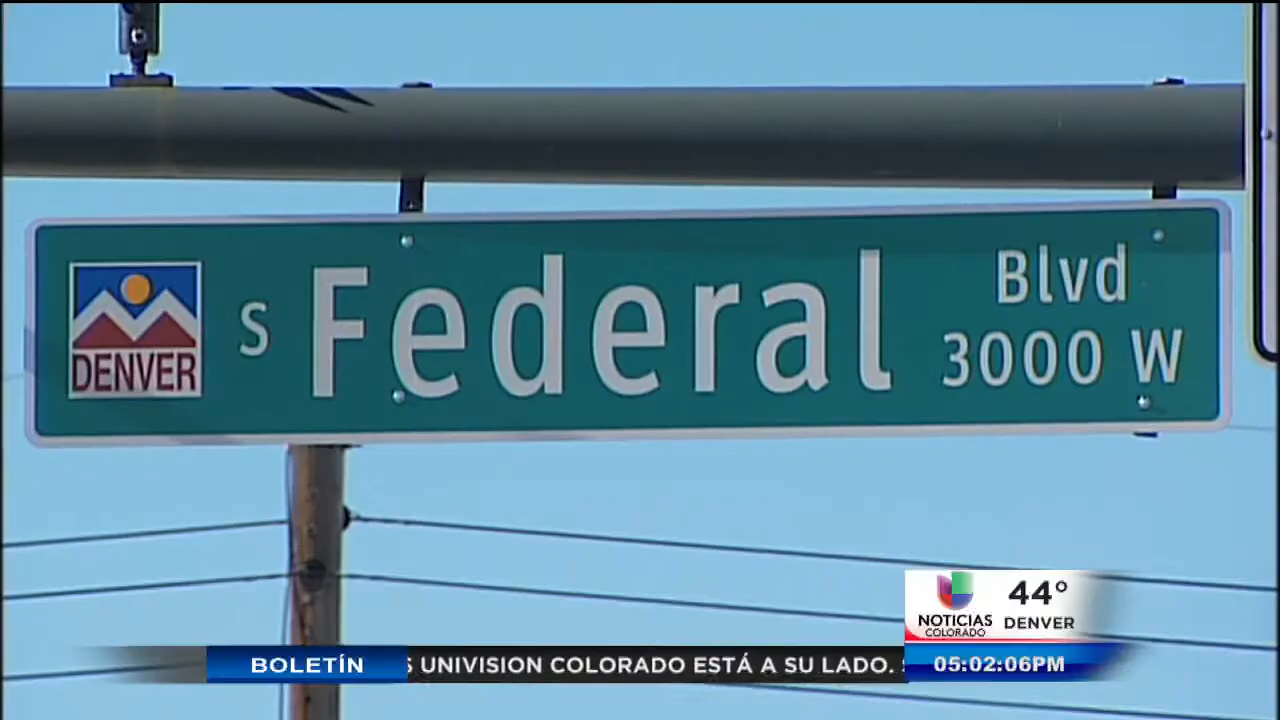 DENVER
S Federal Blvd
3000 W
NOTICIAS
COLORADO
44°
DENVER
BOLETÍN
UNIVISION COLORADO ESTÁ A SU LADO.
05:02:06PM